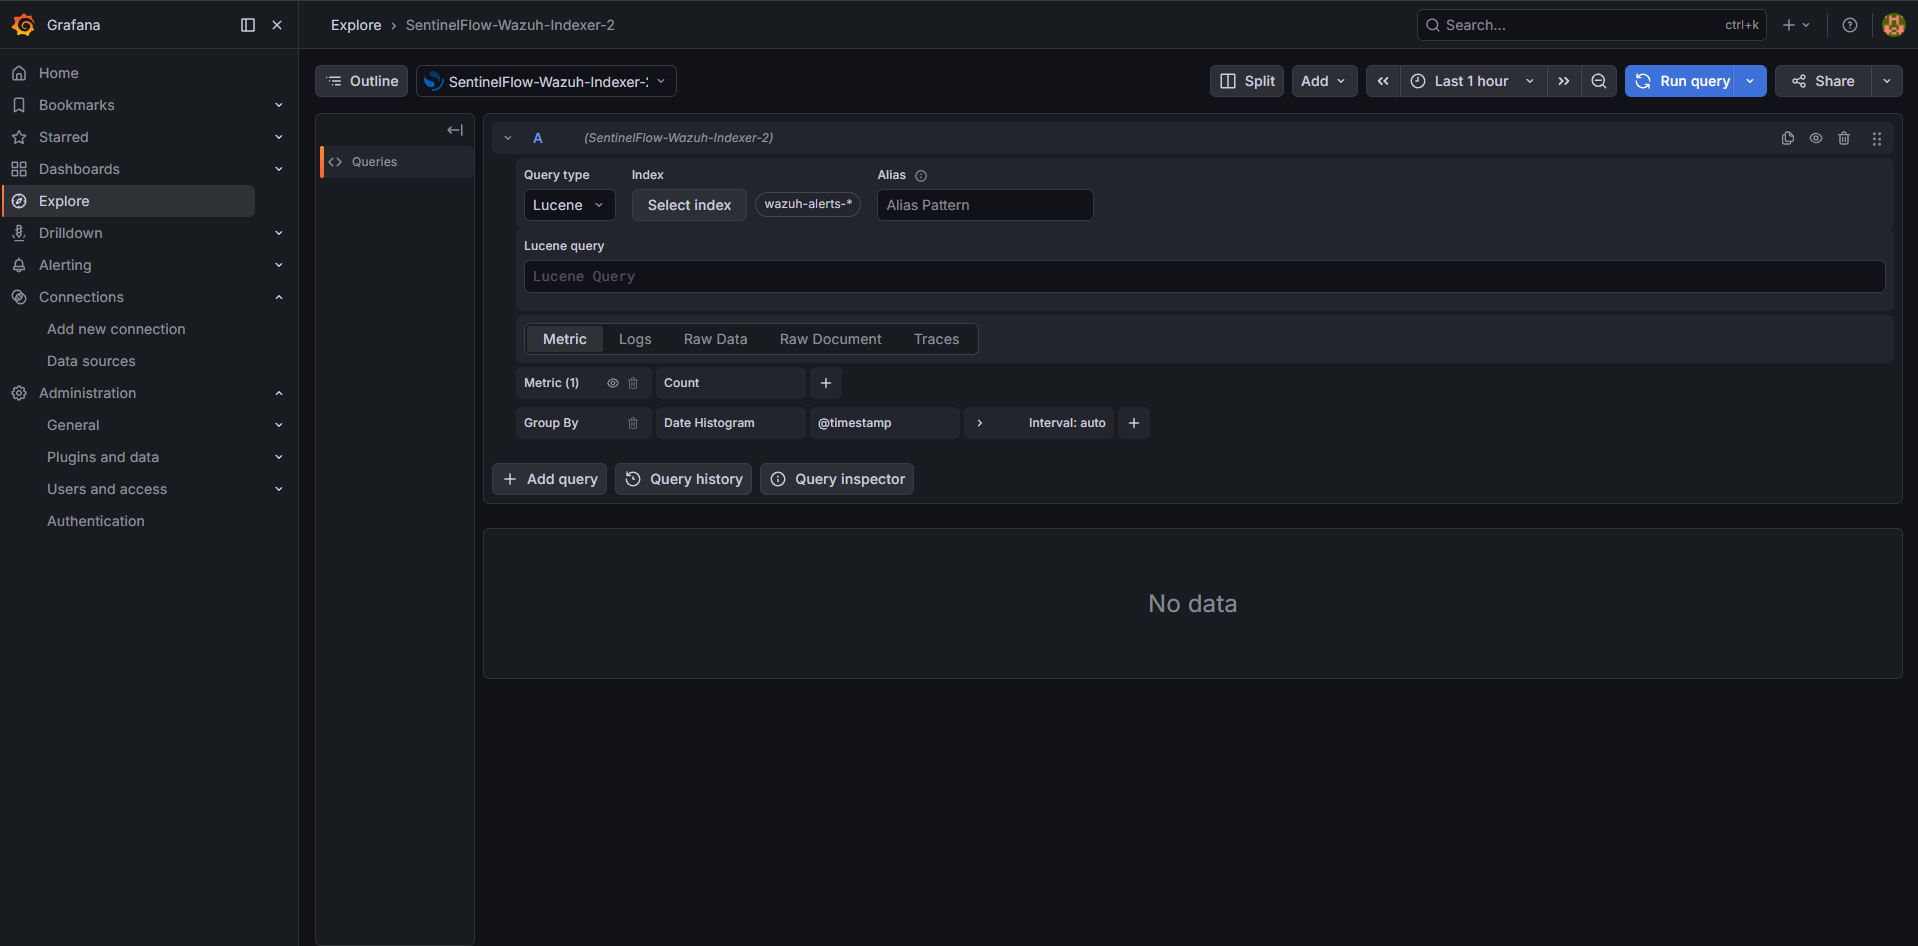 Grafana
Explore › SentinelFlow-Wazuh-Indexer-2
Search...
ctrl+k
Home
Bookmarks
Starred
Dashboards
Explore
Drilldown
Alerting
Connections
Add new connection
Data sources
Administration
General
Plugins and data
Users and access
Authentication
Outline
SentinelFlow-Wazuh-Indexer-
Split
Add
Last 1 hour
Run query
Share
Queries
A (SentinelFlow-Wazuh-Indexer-2)
Query type Index Alias
Lucene Select index wazuh-alerts-* Alias Pattern
Lucene query
Lucene Query
Metric Logs Raw Data Raw Document Traces
Metric (1) Count
Group By Date Histogram @timestamp Interval: auto
Add query Query history Query inspector
No data